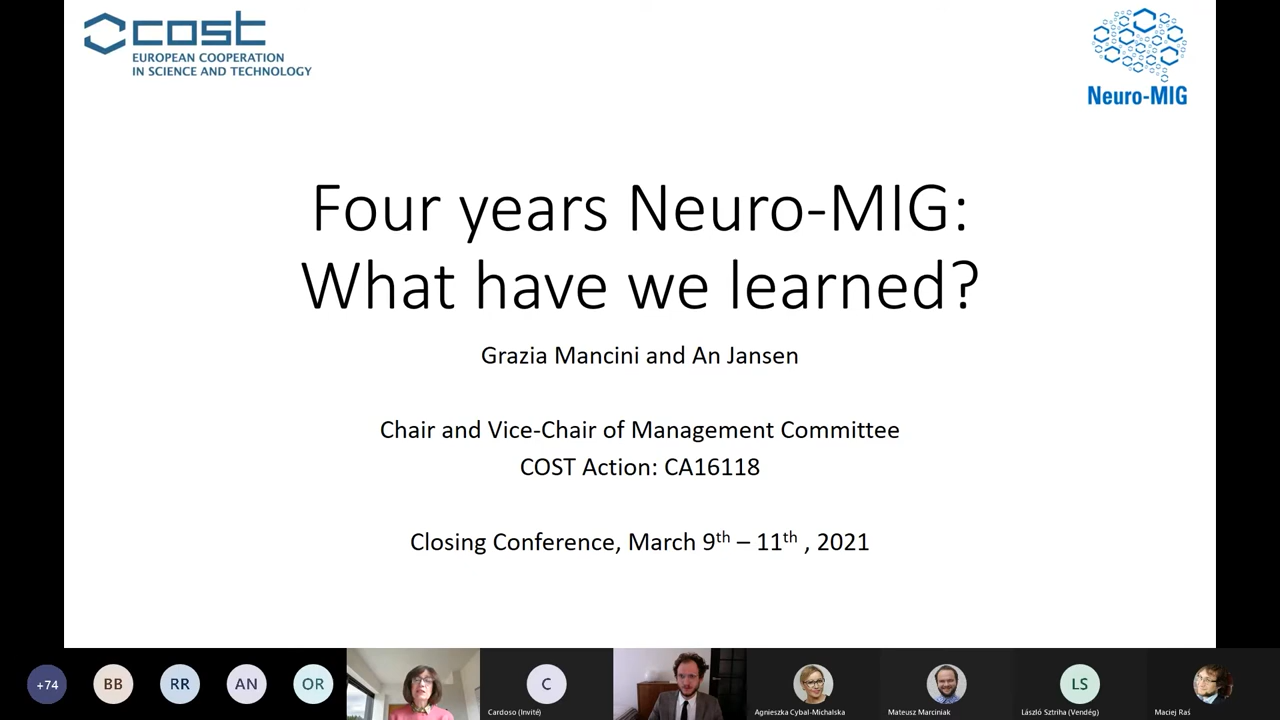 cost
EUROPEAN COOPERATION
IN SCIENCE AND TECHNOLOGY
Neuro-MIG
Four years Neuro-MIG:
What have we learned?
Grazia Mancini and An Jansen
Chair and Vice-Chair of Management Committee
COST Action: CA16118
Closing Conference, March 9th – 11th , 2021
+74
BB
RR
AN
OR
C
LS
Cardoso (Invité)
Agnieszka Cybal-Michalska
Mateusz Marciniak
László Sztriha (Vendég)
Maciej Raś